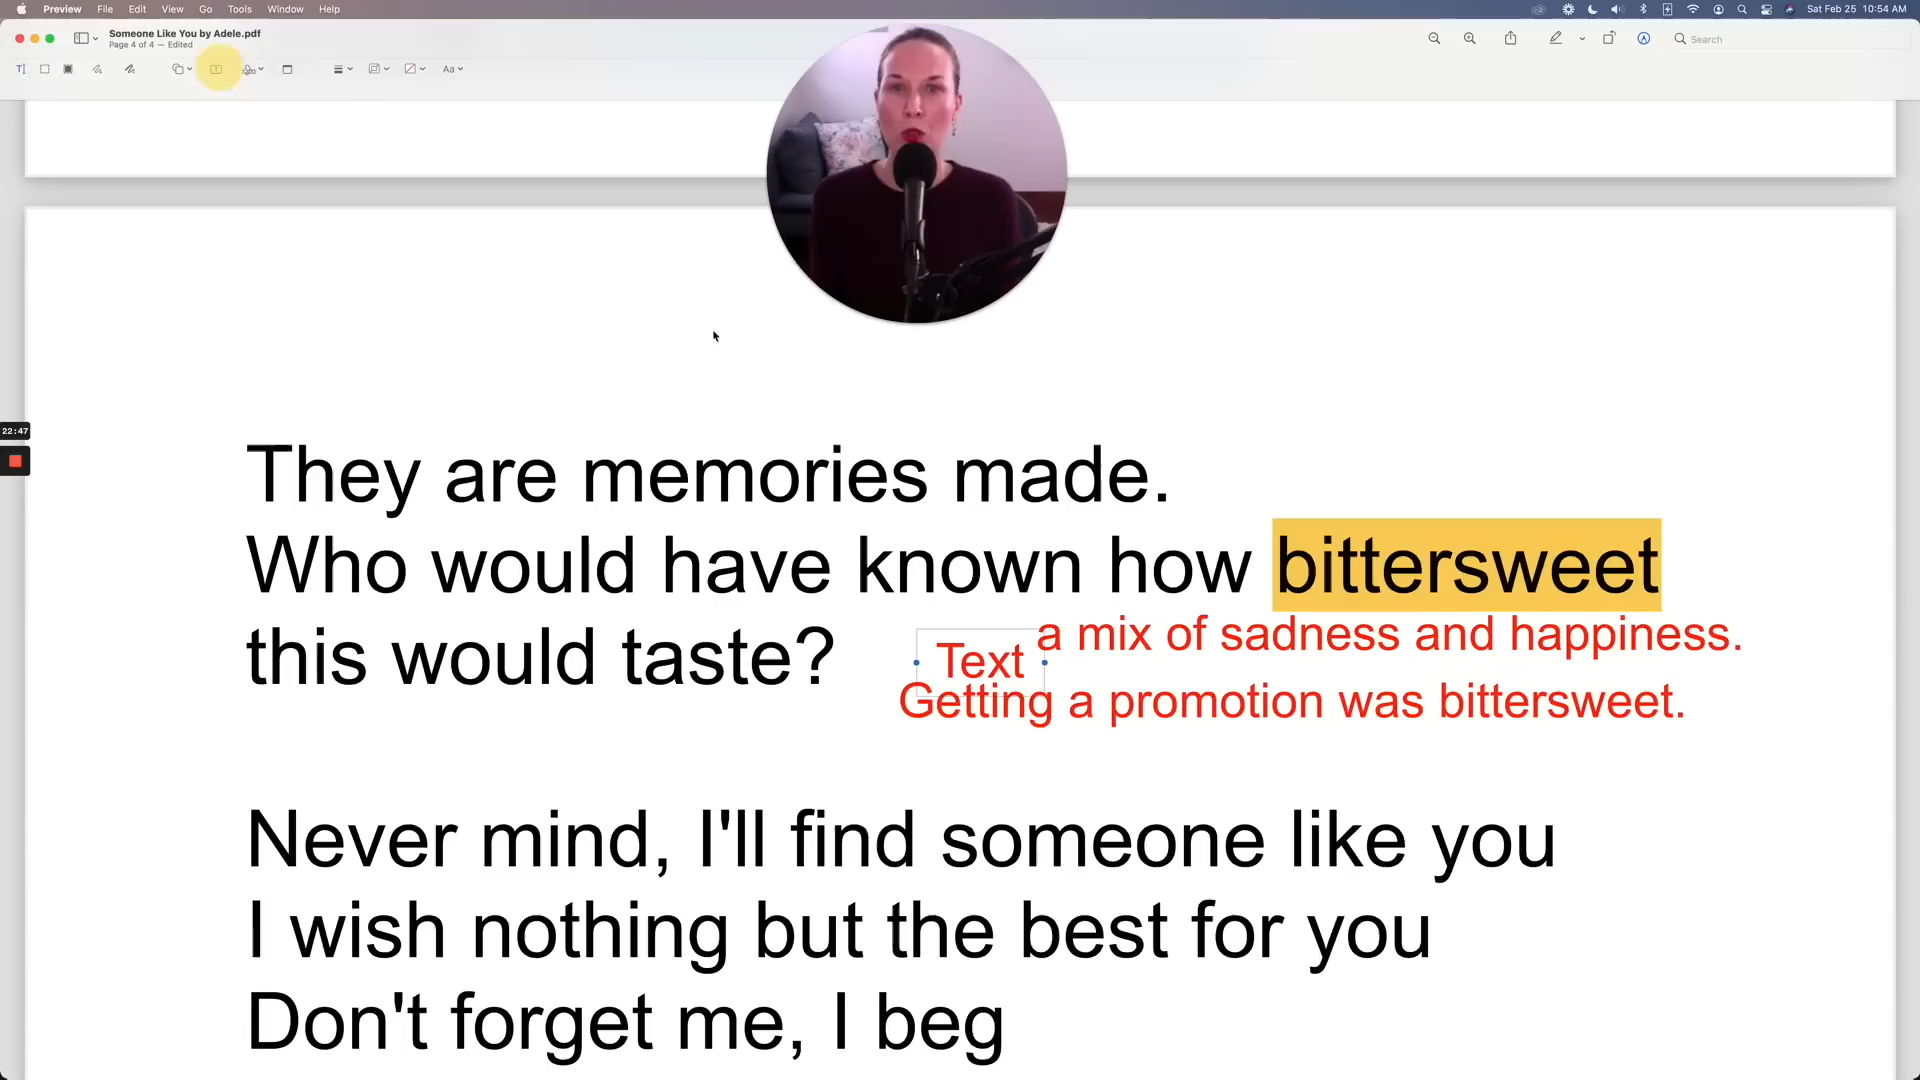 Preview File Edit View Go Tools Window Help
Sat Feb 25 10:54 AM
Someone Like You by Adele.pdf
Page 4 of 4 — Edited
Search
Aa
22:47
They are memories made.
Who would have known how bittersweet
a mix of sadness and happiness.
this would taste?
Text
Getting a promotion was bittersweet.
Never mind, I'll find someone like you
I wish nothing but the best for you
Don't forget me, I beg